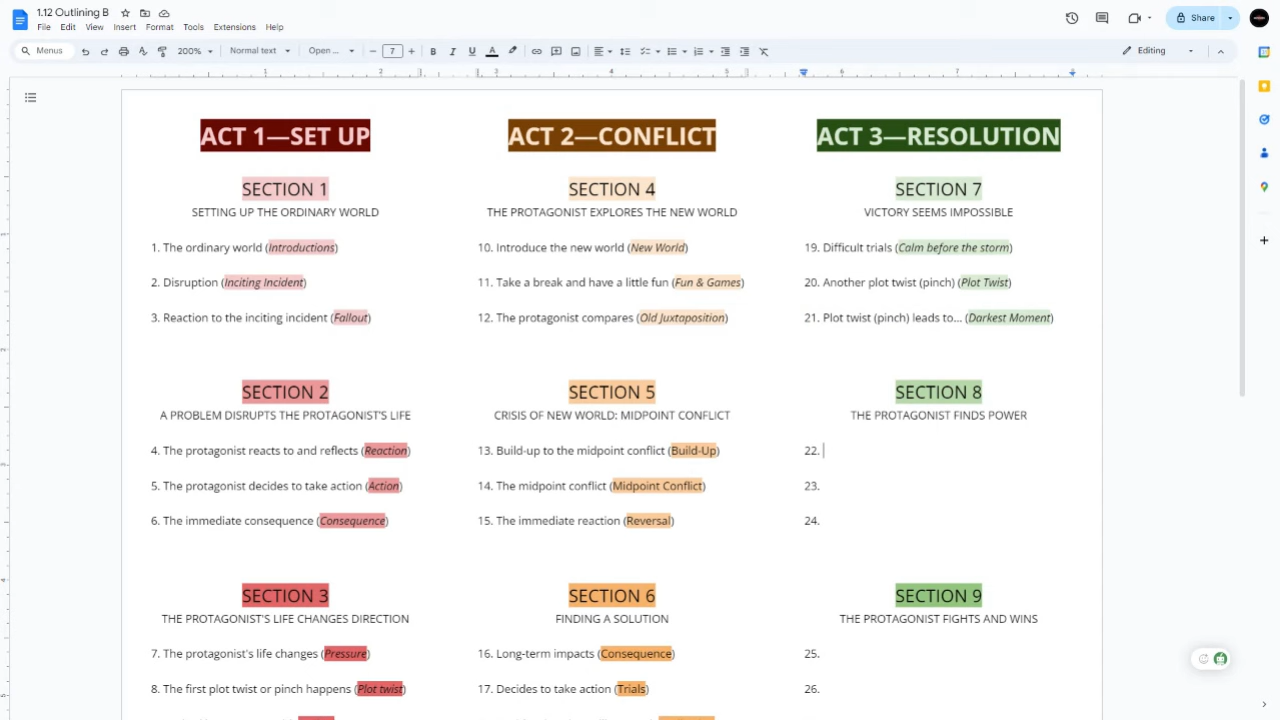 1.12 Outlining B
File Edit View Insert Format Tools Extensions Help
Share
Menus
200%
Normal text
Open ...
7
Editing
1 2 3 4 5 6 7
ACT 1—SET UP
SECTION 1
SETTING UP THE ORDINARY WORLD
1. The ordinary world (Introductions)
2. Disruption (Inciting Incident)
3. Reaction to the inciting incident (Fallout)
SECTION 2
A PROBLEM DISRUPTS THE PROTAGONIST'S LIFE
4. The protagonist reacts to and reflects (Reaction)
5. The protagonist decides to take action (Action)
6. The immediate consequence (Consequence)
SECTION 3
THE PROTAGONIST'S LIFE CHANGES DIRECTION
7. The protagonist's life changes (Pressure)
8. The first plot twist or pinch happens (Plot twist)
ACT 2—CONFLICT
SECTION 4
THE PROTAGONIST EXPLORES THE NEW WORLD
10. Introduce the new world (New World)
11. Take a break and have a little fun (Fun & Games)
12. The protagonist compares (Old Juxtaposition)
SECTION 5
CRISIS OF NEW WORLD: MIDPOINT CONFLICT
13. Build-up to the midpoint conflict (Build-Up)
14. The midpoint conflict (Midpoint Conflict)
15. The immediate reaction (Reversal)
SECTION 6
FINDING A SOLUTION
16. Long-term impacts (Consequence)
17. Decides to take action (Trials)
ACT 3—RESOLUTION
SECTION 7
VICTORY SEEMS IMPOSSIBLE
19. Difficult trials (Calm before the storm)
20. Another plot twist (pinch) (Plot Twist)
21. Plot twist (pinch) leads to... (Darkest Moment)
SECTION 8
THE PROTAGONIST FINDS POWER
22.
23.
24.
SECTION 9
THE PROTAGONIST FIGHTS AND WINS
25.
26.